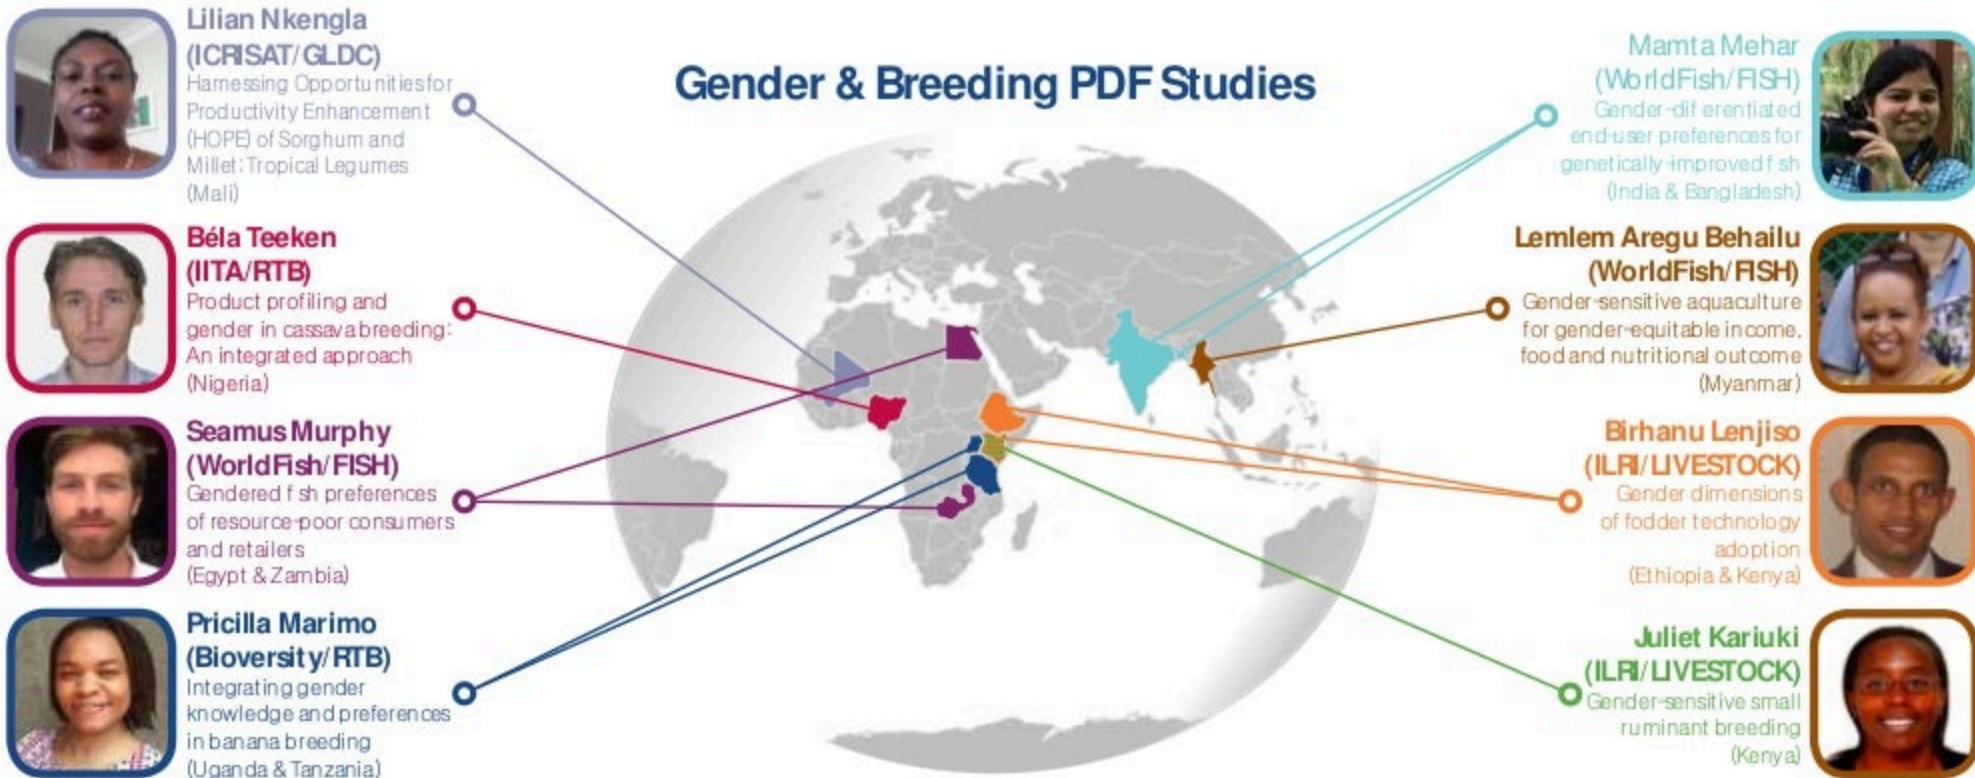 Gender & Breeding PDF Studies
Lilian Nkengla
(ICRISAT/GLDC)
Harnessing Opportunities for
Productivity Enhancement
(HOPE) of Sorghum and
Millet; Tropical Legumes
(Mali)
Béla Teeken
(IITA/RTB)
Product profiling and
gender in cassava breeding:
An integrated approach
(Nigeria)
Seamus Murphy
(WorldFish/FISH)
Gendered f sh preferences
of resource-poor consumers
and retailers
(Egypt & Zambia)
Pricilla Marimo
(Bioversity/RTB)
Integrating gender
knowledge and preferences
in banana breeding
(Uganda & Tanzania)
Mamta Mehar
(WorldFish/FISH)
Gender-dif erentiated
end-user preferences for
genetically-improved f sh
(India & Bangladesh)
Lemlem Aregu Behailu
(WorldFish/FISH)
Gender-sensitive aquaculture
for gender-equitable income,
food and nutritional outcome
(Myanmar)
Birhanu Lenjiso
(ILRI/LIVESTOCK)
Gender dimensions
of fodder technology
adoption
(Ethiopia & Kenya)
Juliet Kariuki
(ILRI/LIVESTOCK)
Gender-sensitive small
ruminant breeding
(Kenya)